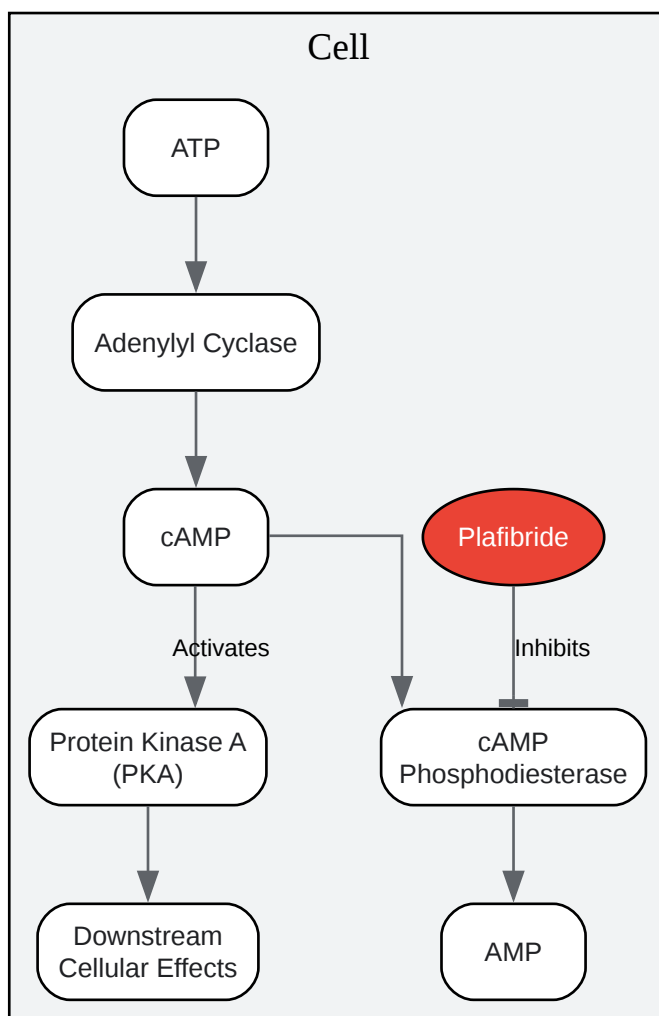 Cell
ATP
Adenylyl Cyclase
cAMP
Plafibride
Activates
Inhibits
Protein Kinase A
(PKA)
cAMP
Phosphodiesterase
Downstream
Cellular Effects
AMP